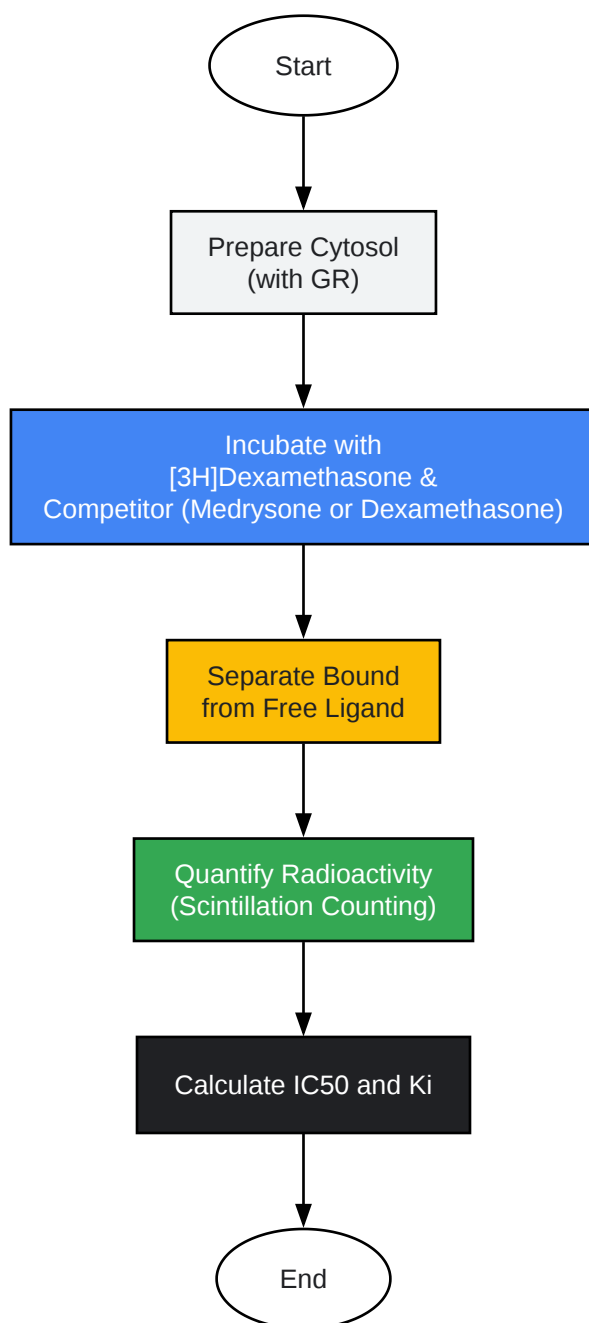 Start
Prepare Cytosol
(with GR)
Incubate with
[3H]Dexamethasone &
Competitor (Medrysone or Dexamethasone)
Separate Bound
from Free Ligand
Quantify Radioactivity
(Scintillation Counting)
Calculate IC50 and Ki
End